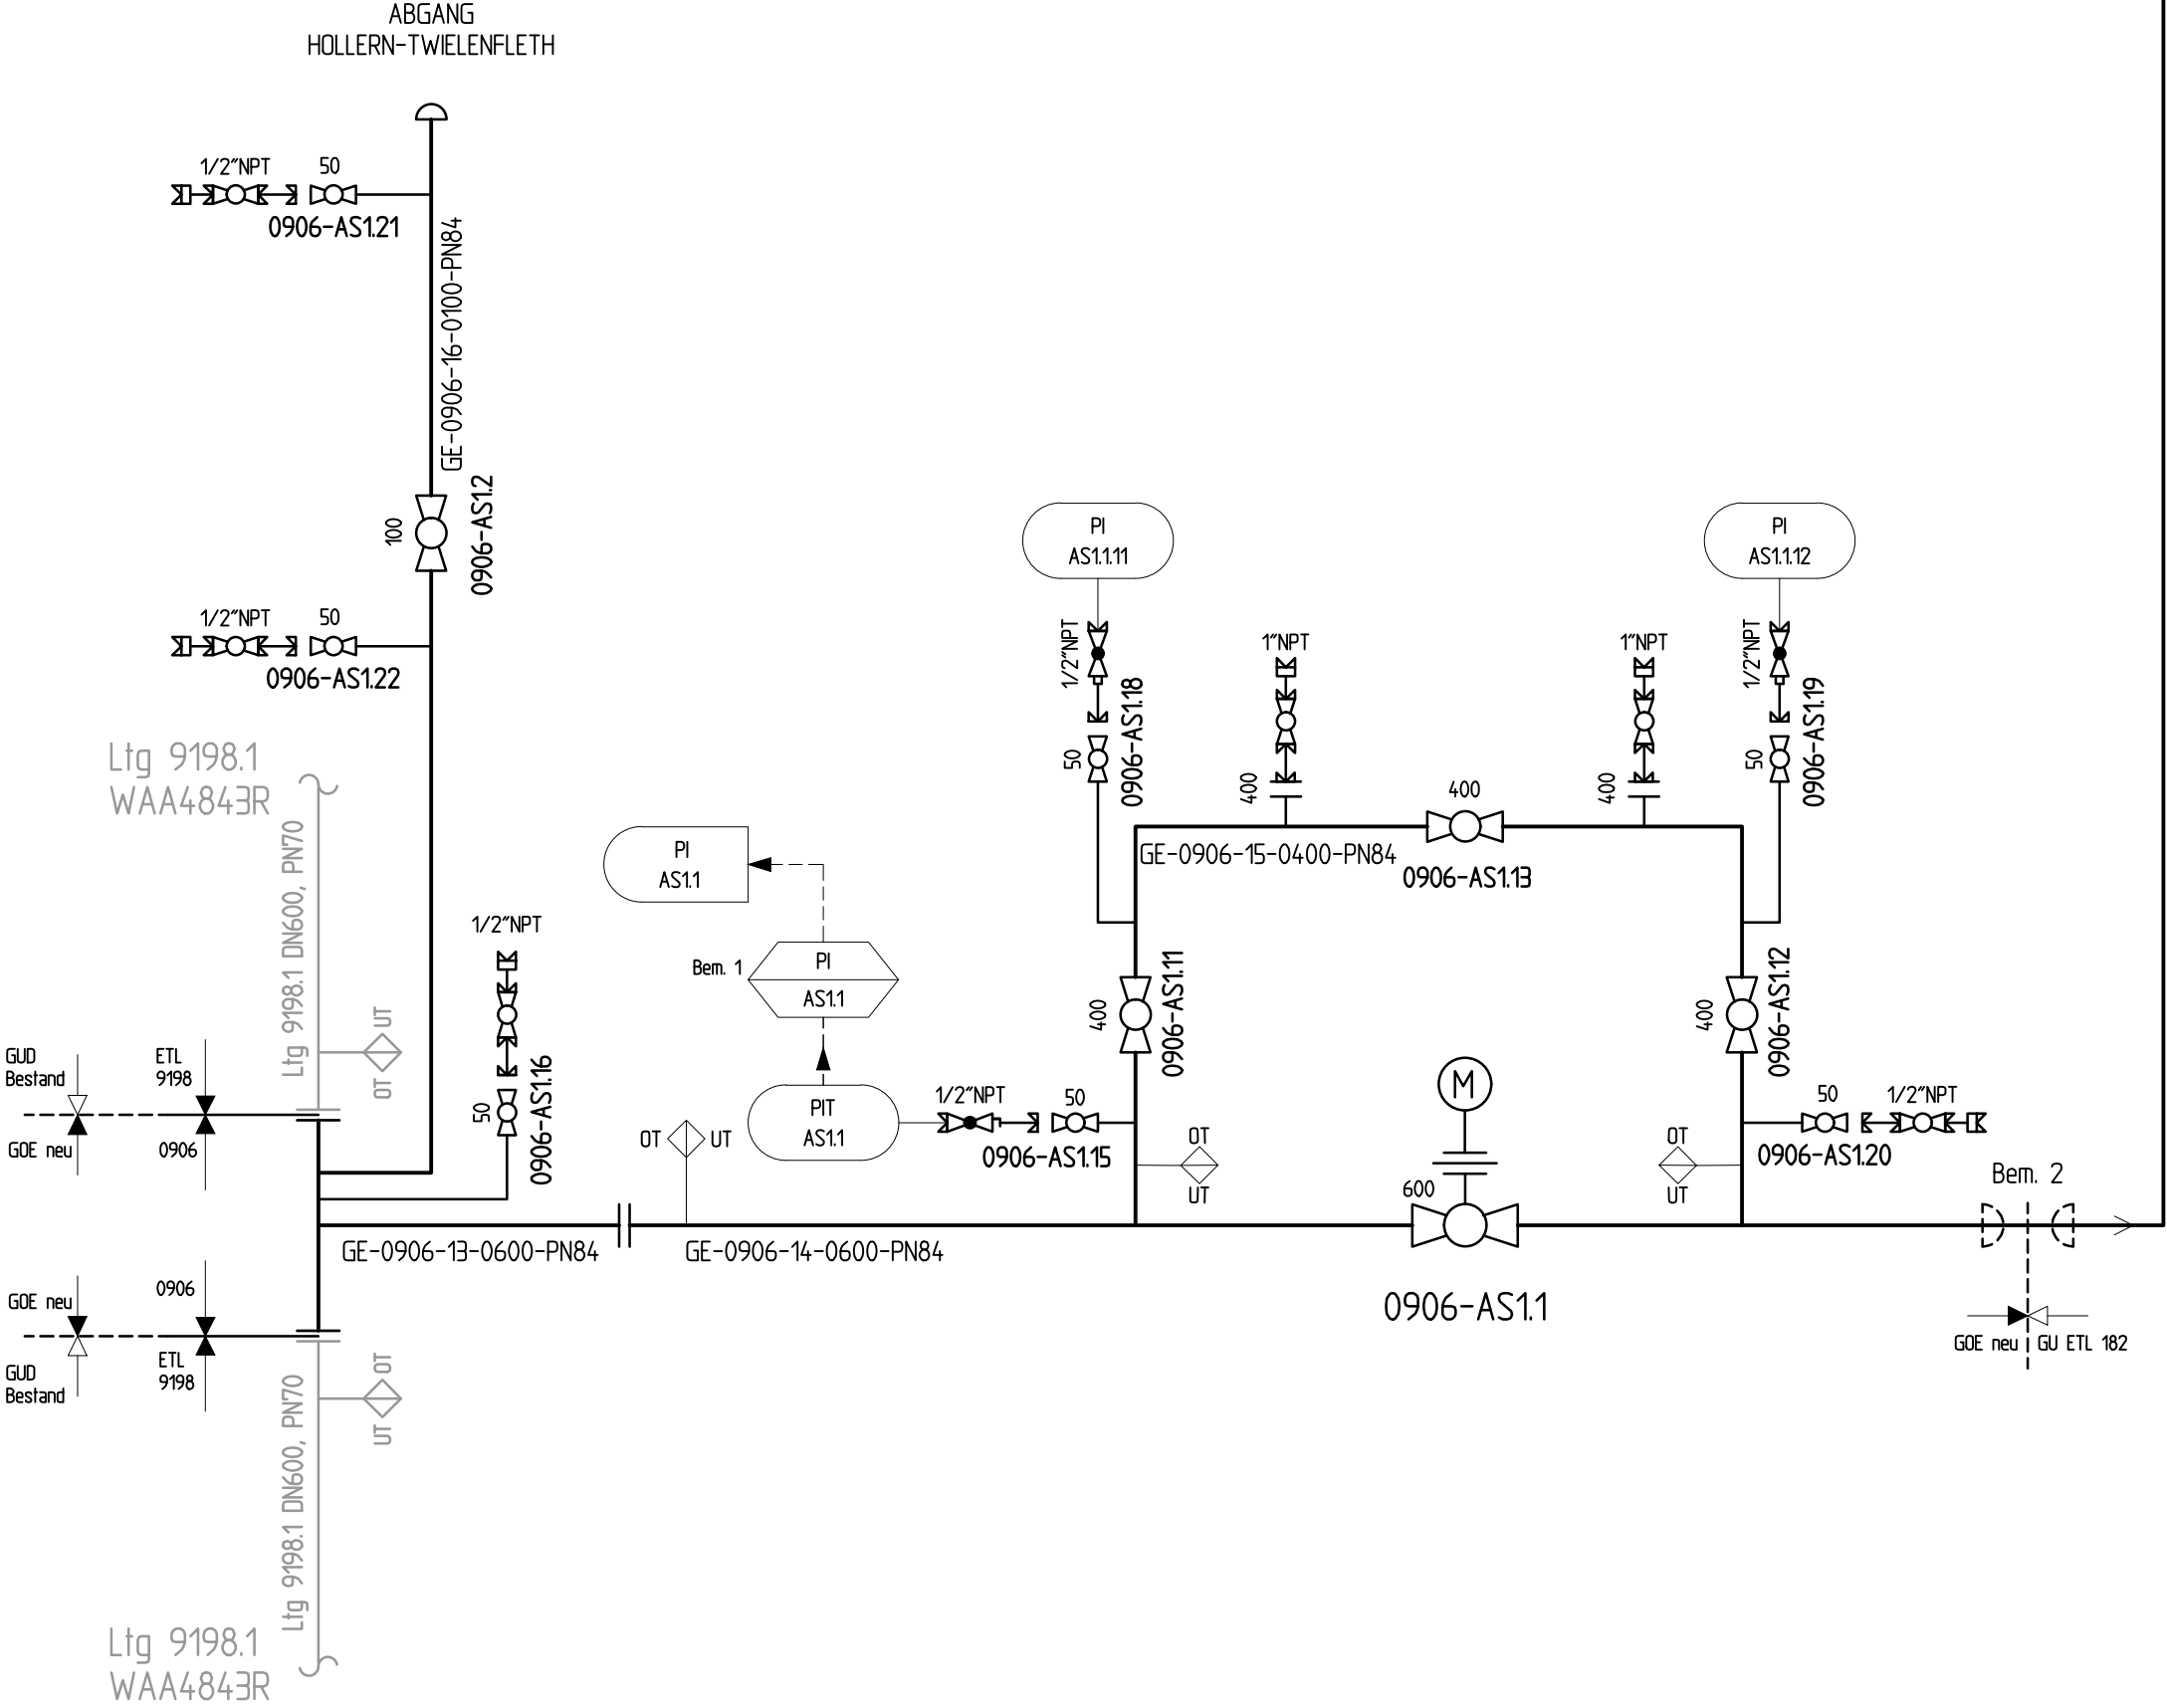 ABGANG
HOLLERN-TWIELENFLETH
1/2"NPT
50
0906-AS1.21
GE-0906-16-0100-PN84
100
0906-AS1.2
1/2"NPT
50
0906-AS1.22
Ltg 9198.1
WAA4843R
Ltg 9198.1 DN600, PN70
OT
UT
GUD
Bestand
GOE neu
ETL
9198
0906
1/2"NPT
50
0906-AS1.16
GE-0906-13-0600-PN84
GOE neu
GUD
Bestand
0906
ETL
9198
Ltg 9198.1 DN600, PN70
UT
OT
Ltg 9198.1
WAA4843R
PI
AS1.1
Bem. 1
PI
AS1.1
PIT
AS1.1
OT
UT
1/2"NPT
50
0906-AS1.15
GE-0906-14-0600-PN84
PI
AS1.1.11
1/2"NPT
50
0906-AS1.18
1"NPT
400
400
1"NPT
400
GE-0906-15-0400-PN84
0906-AS1.13
PI
AS1.1.12
1/2"NPT
50
0906-AS1.19
400
0906-AS1.11
400
0906-AS1.12
OT
UT
M
600
0906-AS1.1
OT
UT
50
1/2"NPT
0906-AS1.20
Bem. 2
GOE neu
GU ETL 182